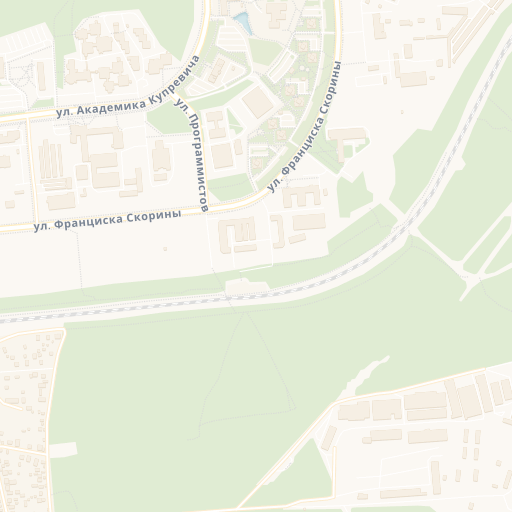 ул. Академика Купревича
ул. Программистов
ул. Франциска Скорины
ул. Франциска Скорины